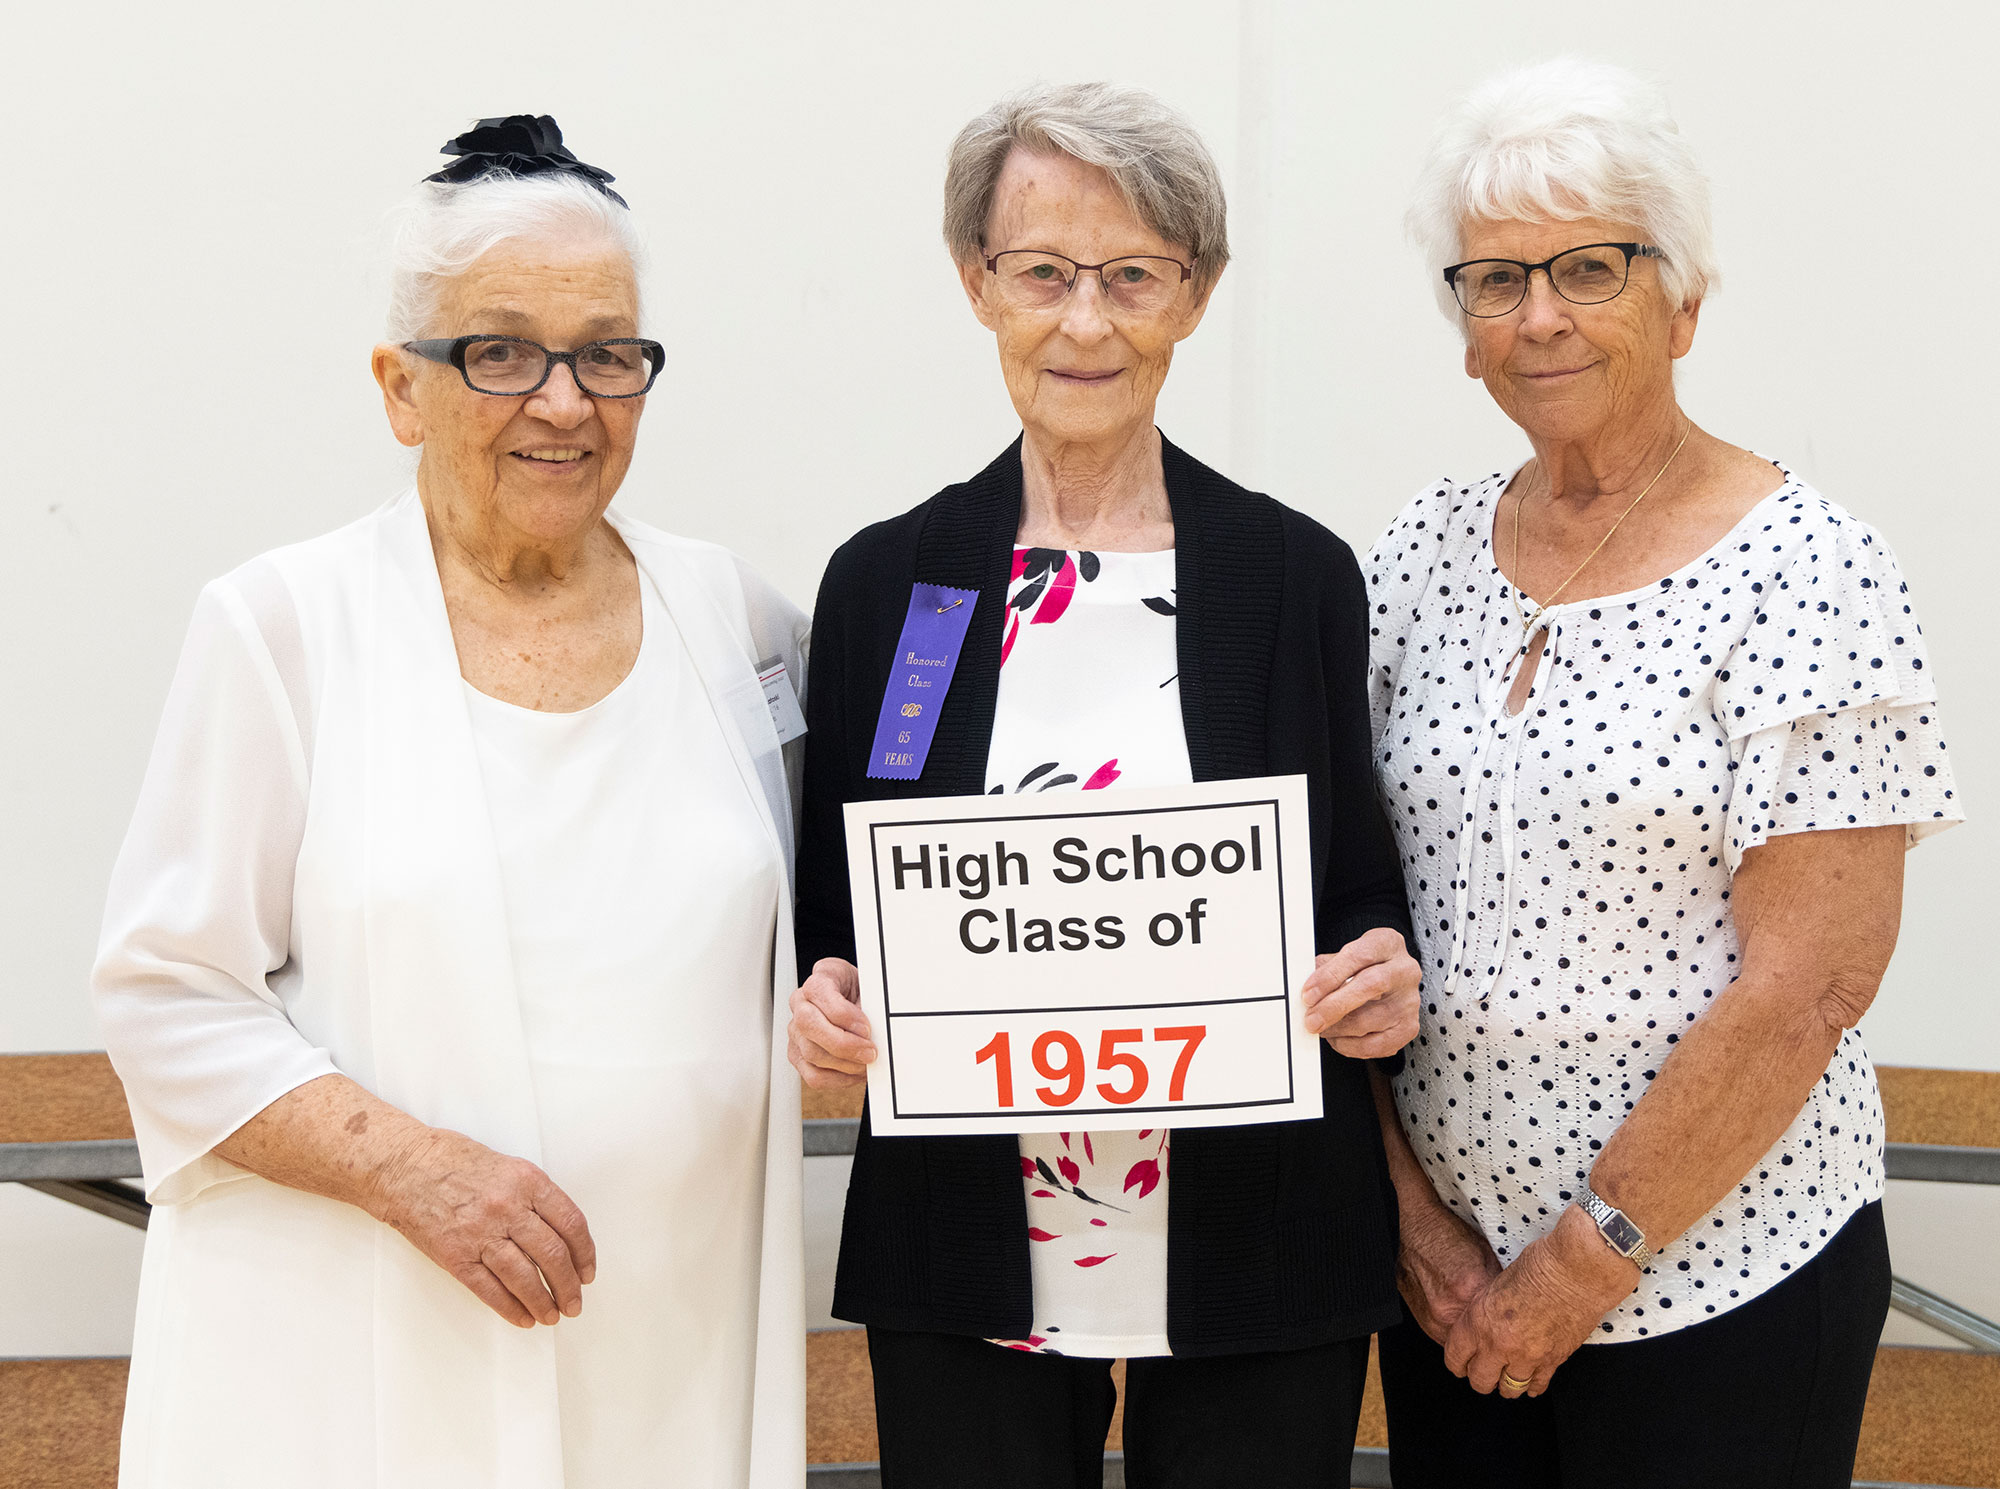 Honored
Class
65
YEARS
High School
Class of
1957